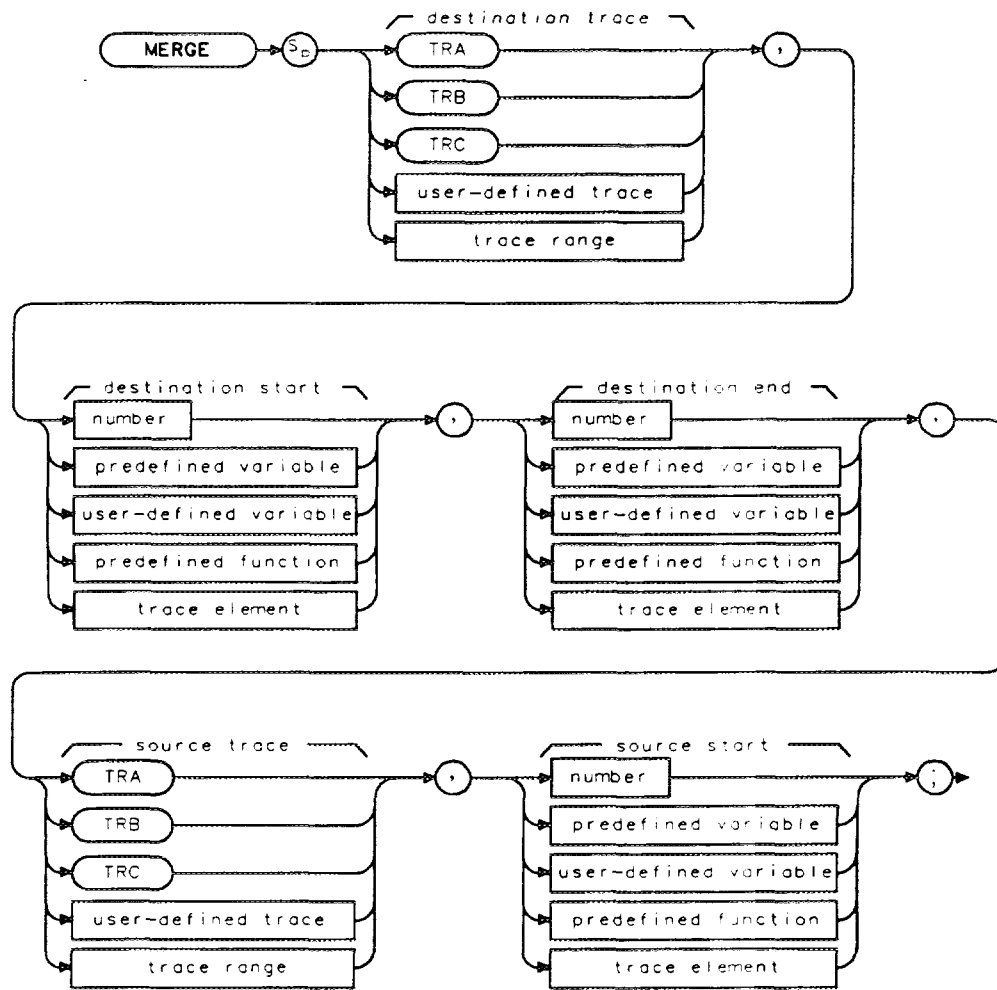 destination trace
MERGE Sp TRA ,
TRB
TRC
user-defined trace
trace range
destination start destination end
number , number ,
predefined variable predefined variable
user-defined variable user-defined variable
predefined function predefined function
trace element trace element
source trace source start
TRA , number ;
TRB predefined variable
TRC user-defined variable
user-defined trace predefined function
trace range trace element